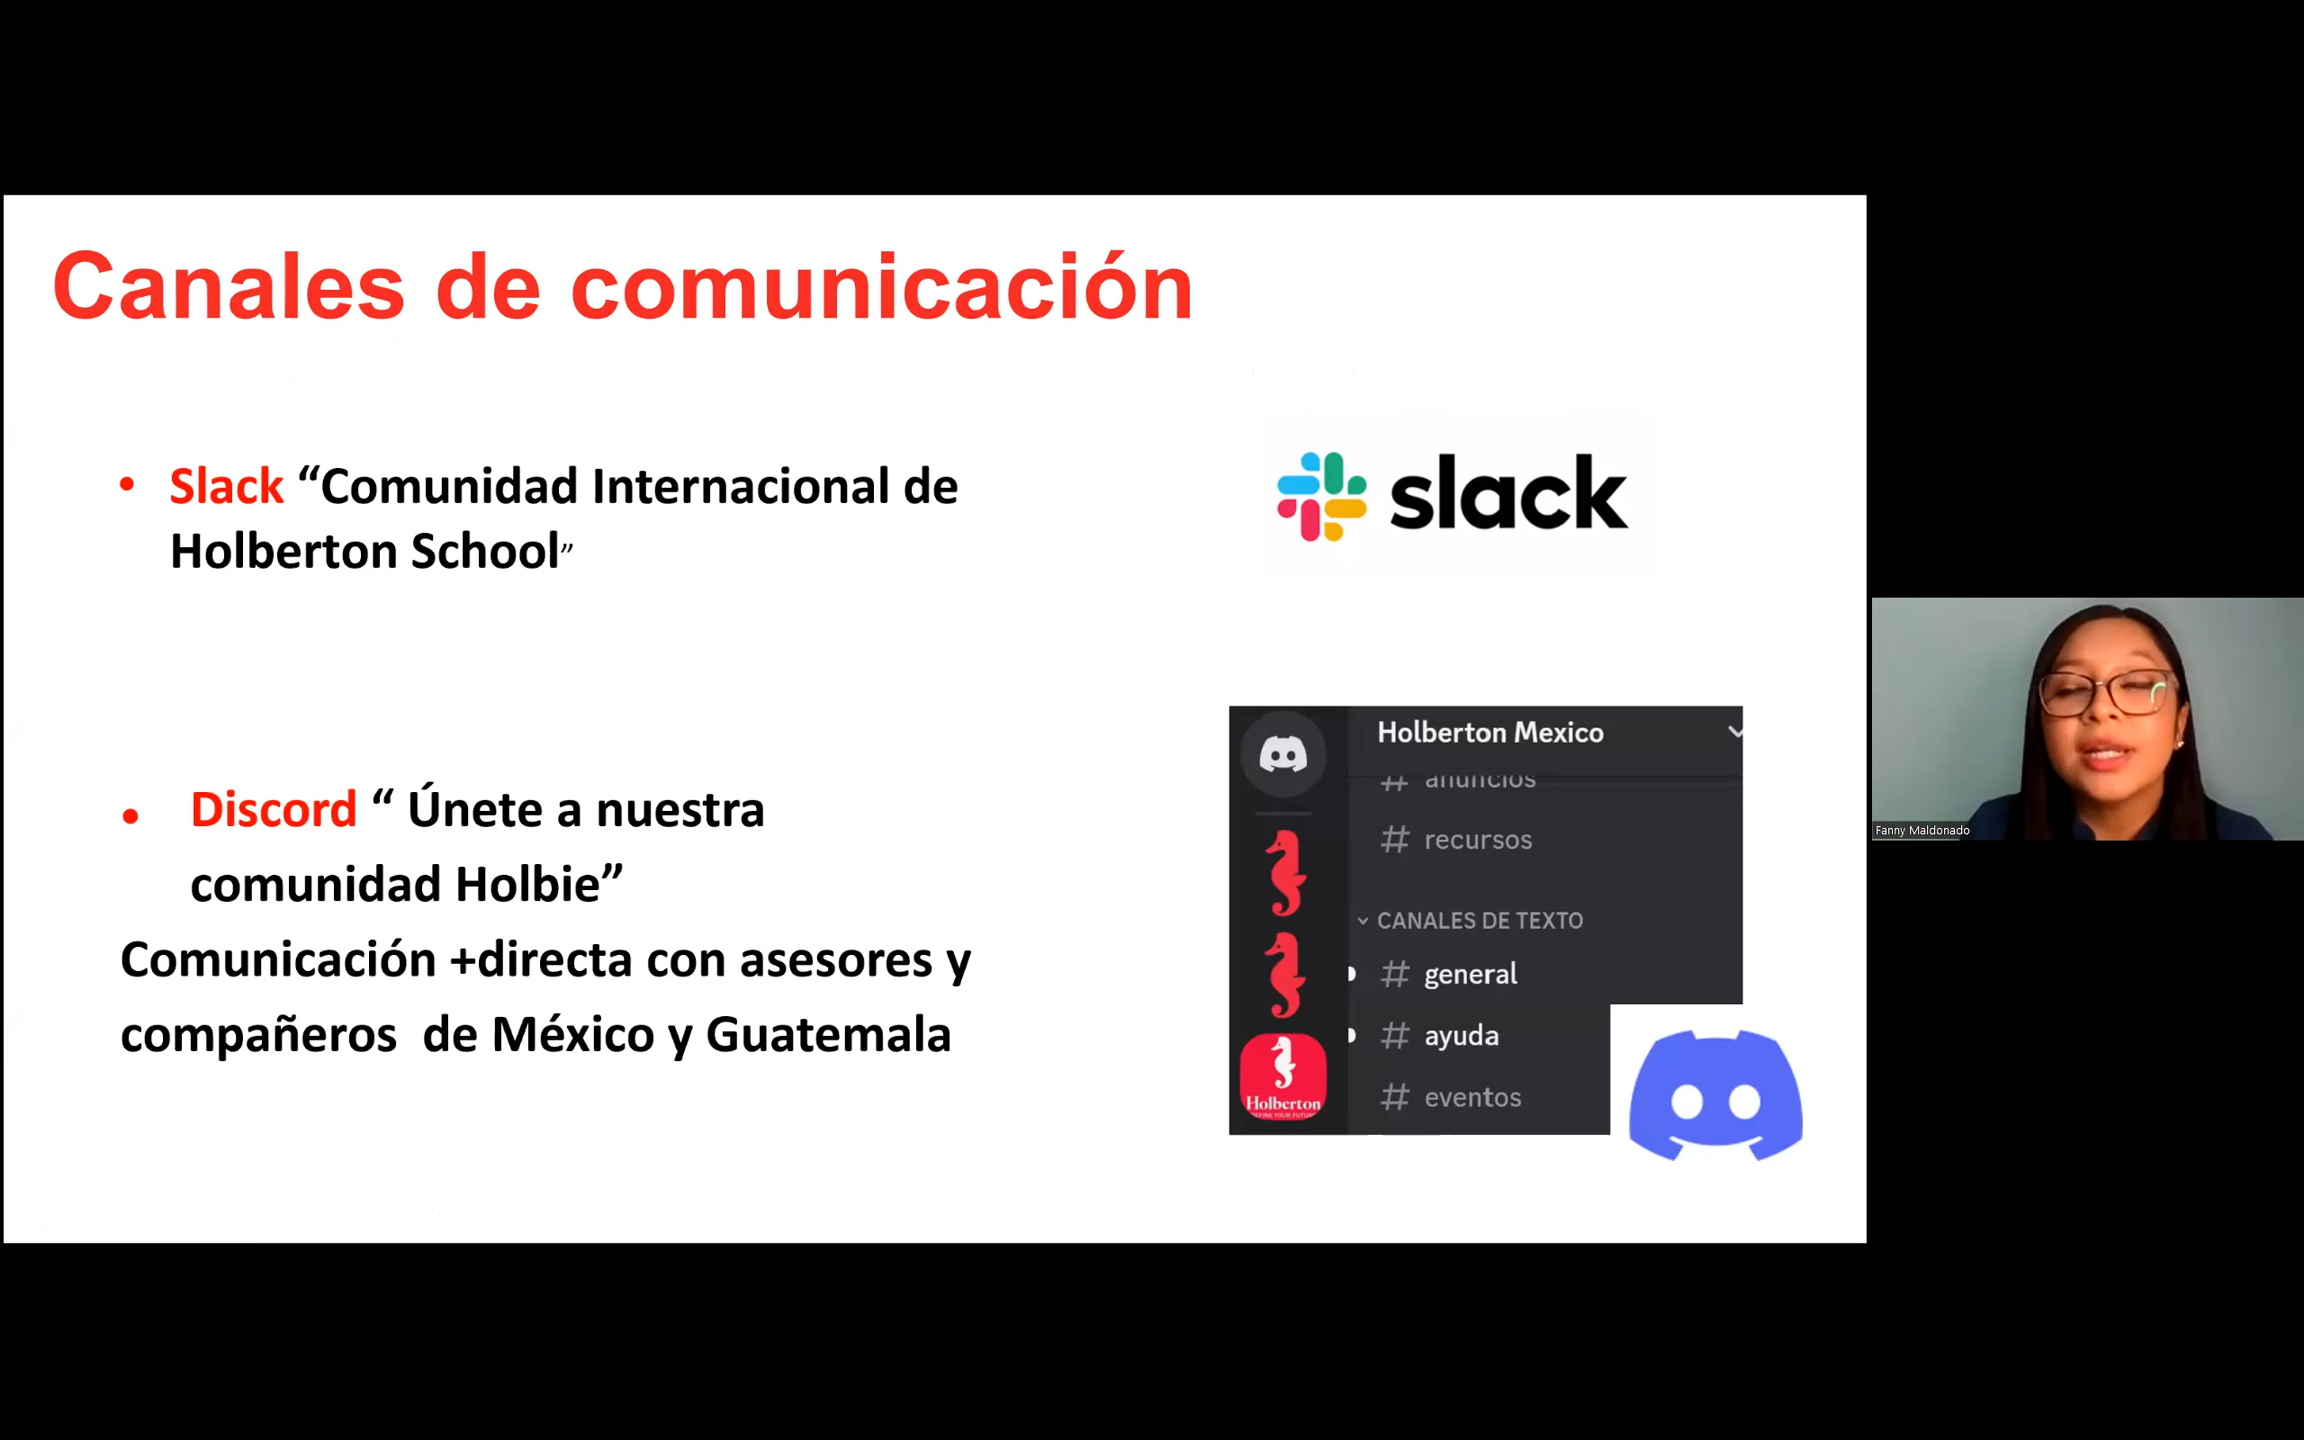 Canales de comunicación
• Slack “Comunidad Internacional de
Holberton School”
slack
• Discord “ Únete a nuestra
comunidad Holbie”
Comunicación +directa con asesores y
compañeros de México y Guatemala
Holberton Mexico
# anuncios
# recursos
CANALES DE TEXTO
# general
# ayuda
# eventos
Holberton
Fanny Maldonado